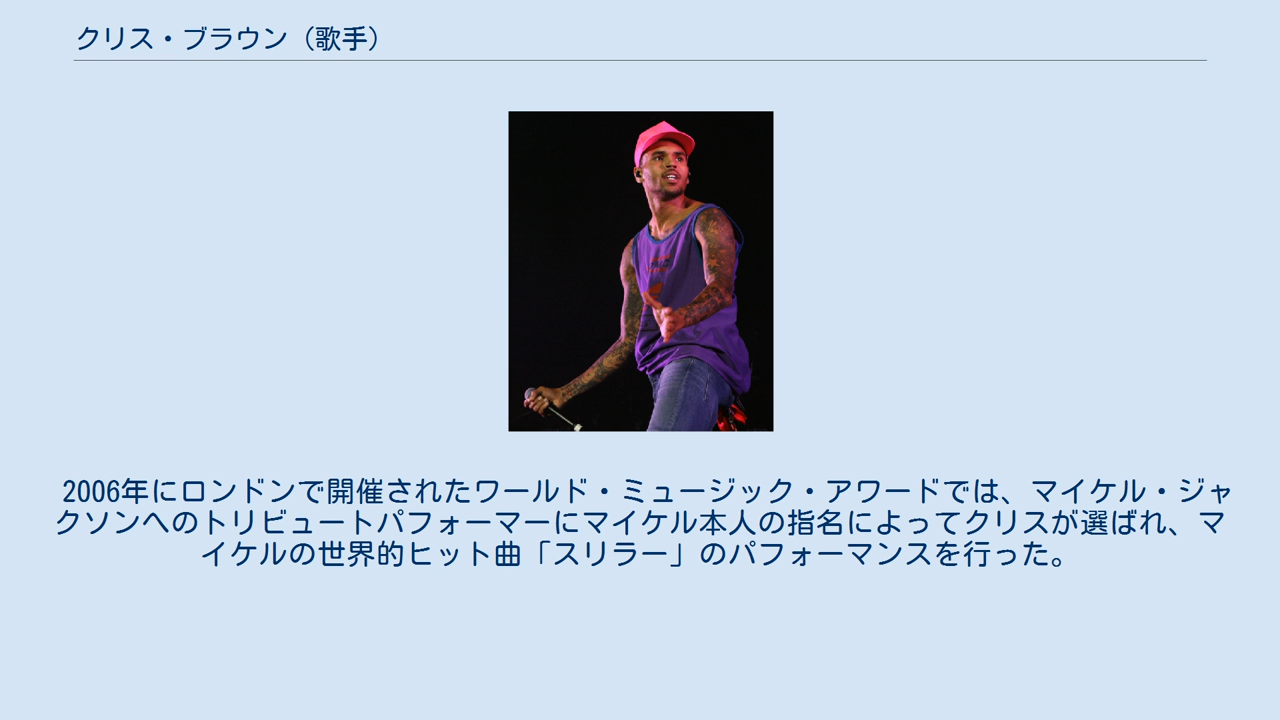 クリス・ブラウン（歌手）
2006年にロンドンで開催されたワールド・ミュージック・アワードでは、マイケル・ジャ
クソンへのトリビュートパフォーマーにマイケル本人の指名によってクリスが選ばれ、マ
イケルの世界的ヒット曲「スリラー」のパフォーマンスを行った。